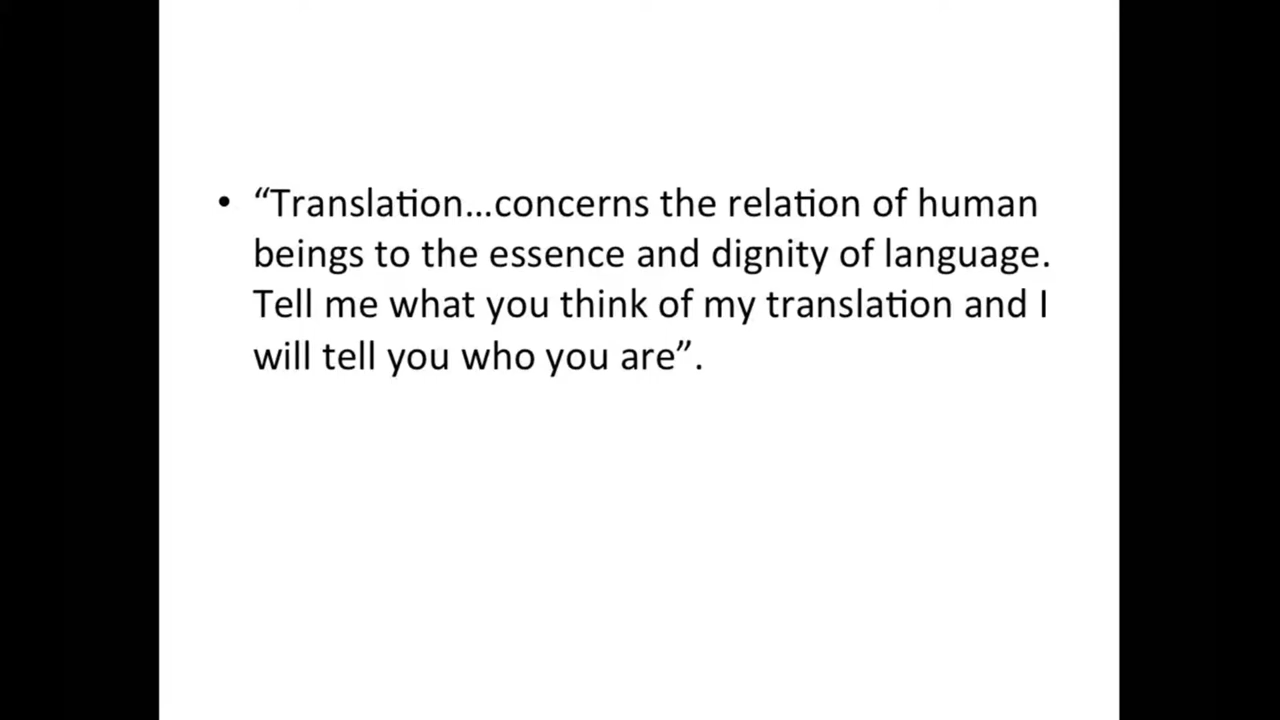 • “Translation...concerns the relation of human
beings to the essence and dignity of language.
Tell me what you think of my translation and I
will tell you who you are”.